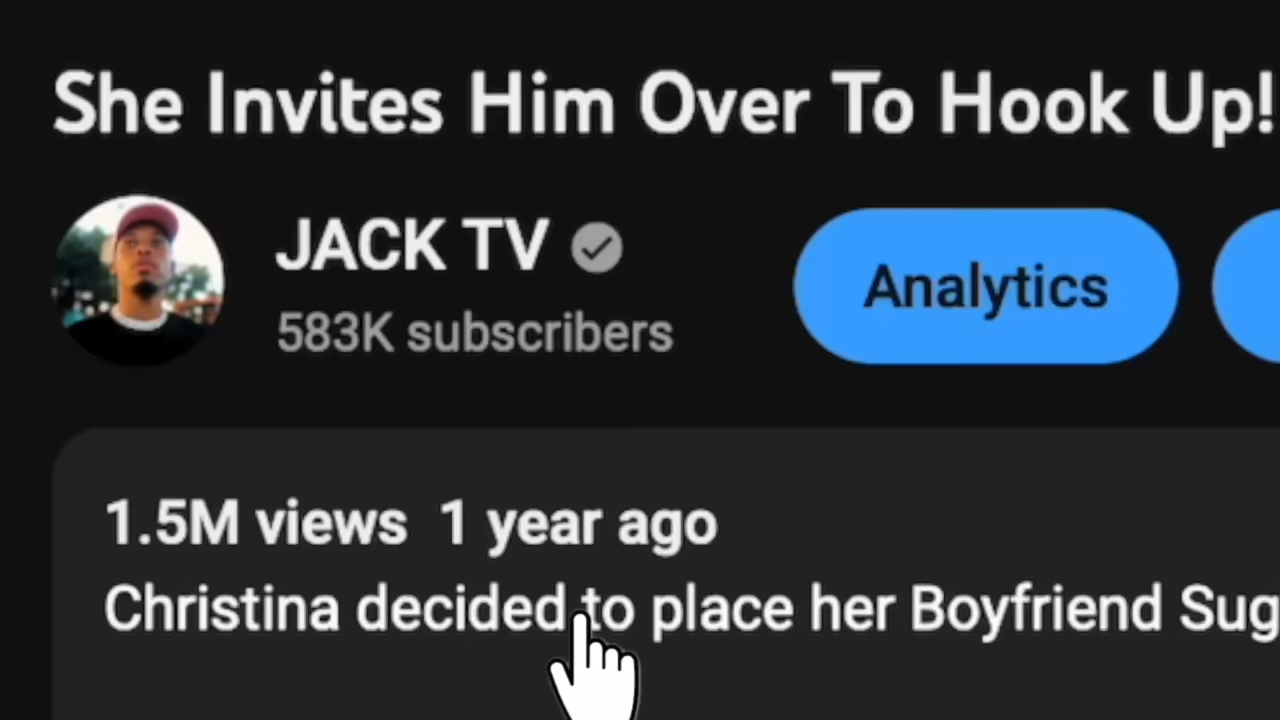 She Invites Him Over To Hook Up!
JACK TV
583K subscribers
Analytics
1.5M views 1 year ago
Christina decided to place her Boyfriend Sug